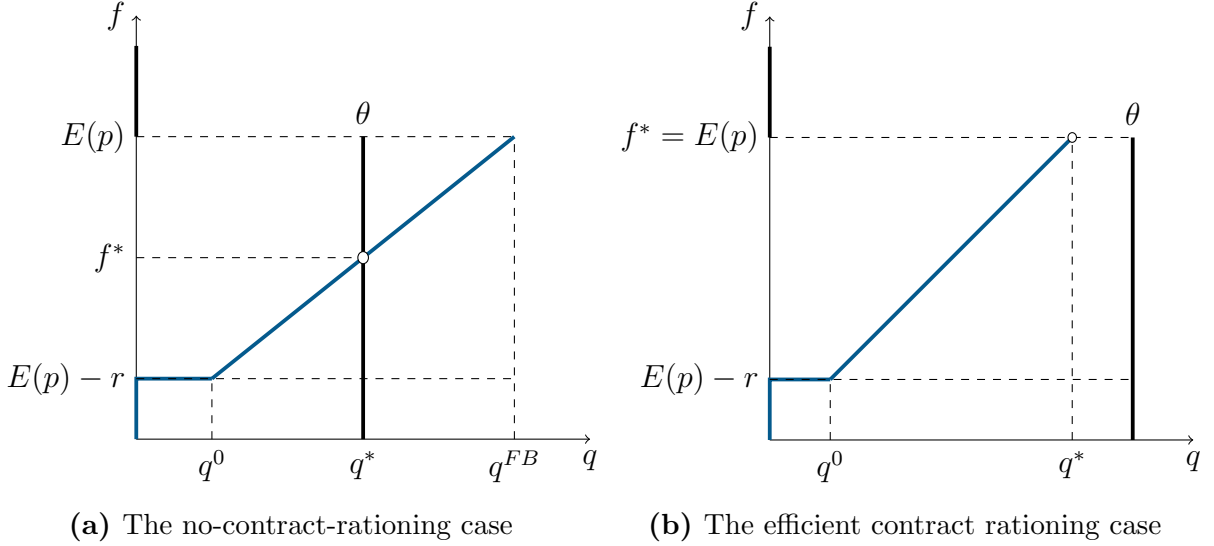 f
E(p)
θ
f*
E(p) − r
q⁰
q*
q^{FB}
q
(a) The no-contract-rationing case
f
f* = E(p)
θ
E(p) − r
q⁰
q*
q
(b) The efficient contract rationing case